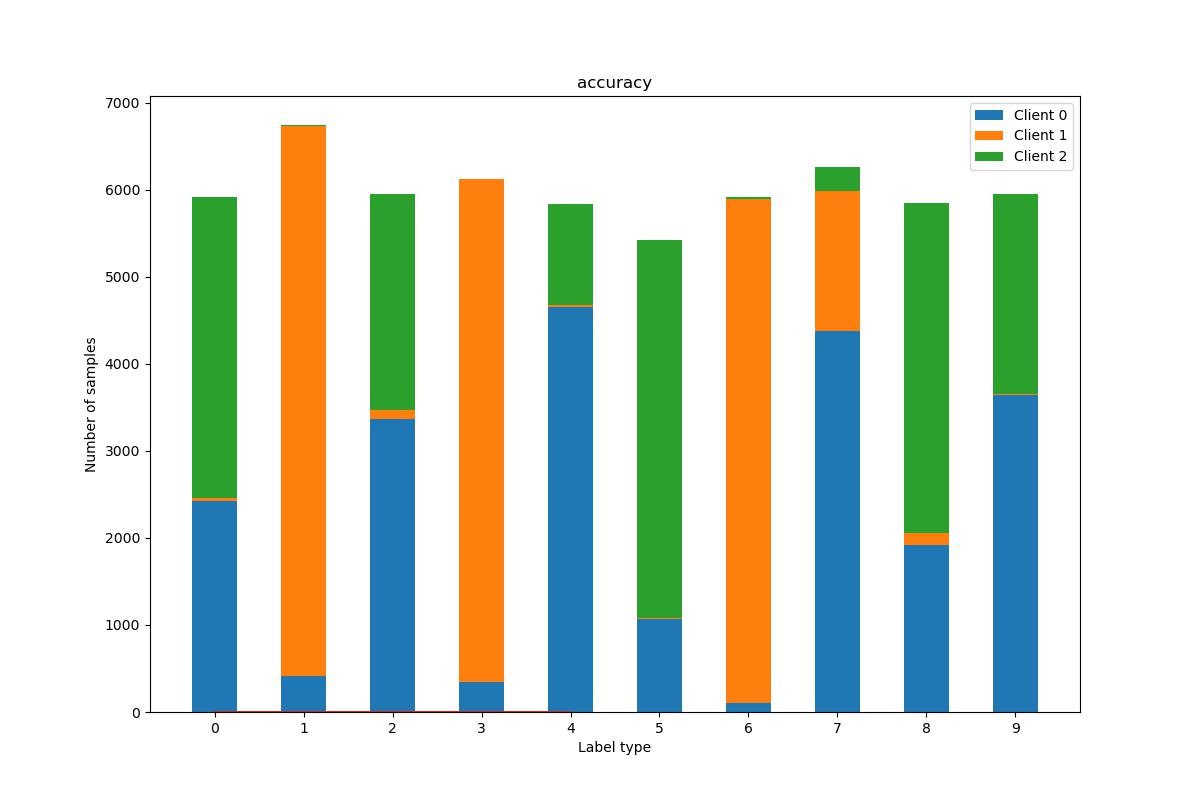 accuracy
Client 0
Client 1
Client 2
7000
6000
5000
4000
3000
2000
1000
0
Number of samples
0 1 2 3 4 5 6 7 8 9
Label type